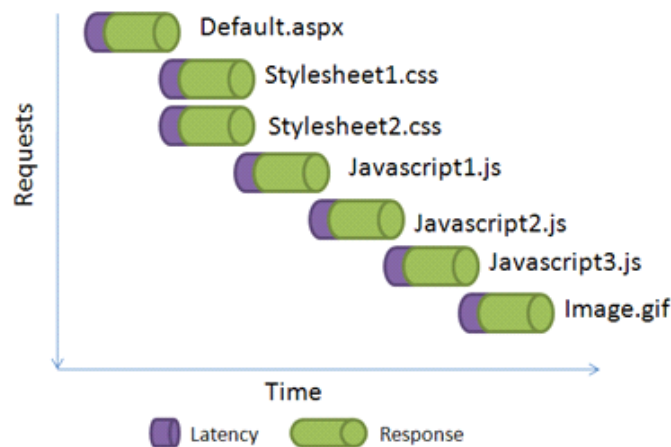 Default.aspx
Stylesheet1.css
Stylesheet2.css
Javascript1.js
Javascript2.js
Javascript3.js
Image.gif
Requests
Time
Latency
Response